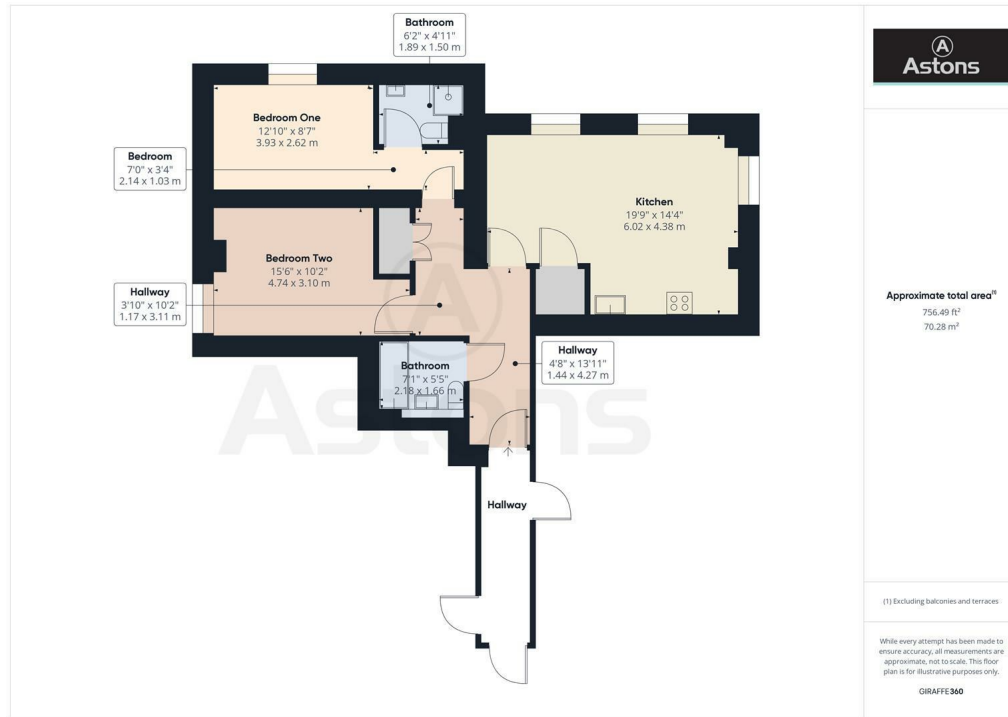 Bathroom
6'2" x 4'11"
1.89 x 1.50 m
Bedroom One
12'10" x 8'7"
3.93 x 2.62 m
Bedroom
7'0" x 3'4"
2.14 x 1.03 m
Kitchen
19'9" x 14'4"
6.02 x 4.38 m
Bedroom Two
15'6" x 10'2"
4.74 x 3.10 m
Hallway
3'10" x 10'2"
1.17 x 3.11 m
Hallway
4'8" x 13'11"
1.44 x 4.27 m
Bathroom
7'1" x 5'5"
2.18 x 1.66 m
A
Astons
Hallway
A
Astons
Approximate total area(1)
756.49 ft²
70.28 m²
(1) Excluding balconies and terraces
While every attempt has been made to
ensure accuracy, all measurements are
approximate, not to scale. This floor
plan is for illustrative purposes only.
GIRAFFE360